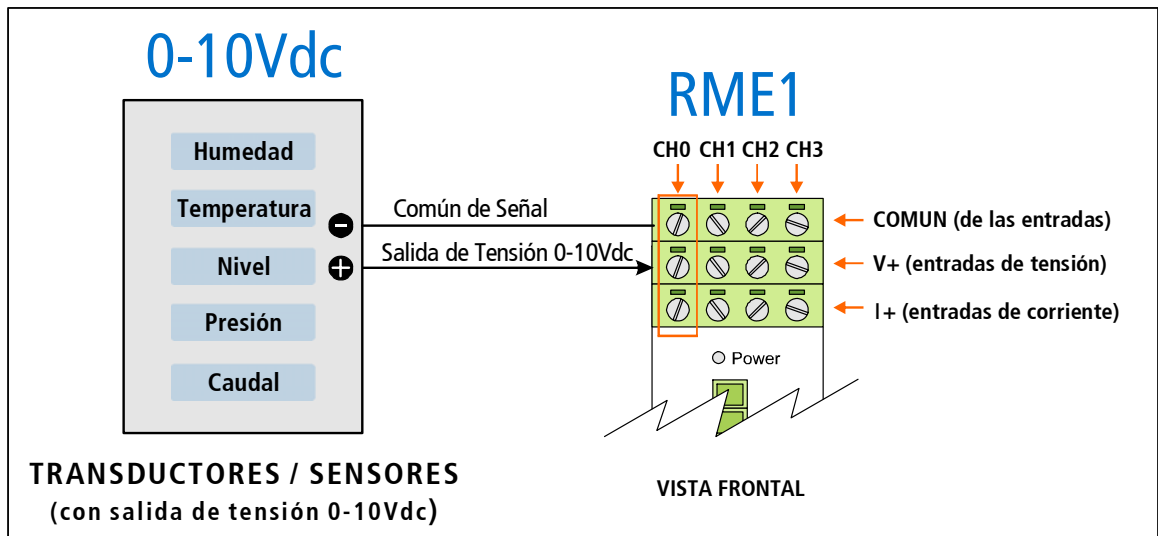 0-10Vdc
RME1
CH0 CH1 CH2 CH3
Humedad
Temperatura
Nivel
Presión
Caudal
-
+
Común de Señal
Salida de Tensión 0-10Vdc
COMUN (de las entradas)
V+ (entradas de tensión)
I+ (entradas de corriente)
Power
TRANSDUCTORES / SENSORES
(con salida de tensión 0-10Vdc)
VISTA FRONTAL